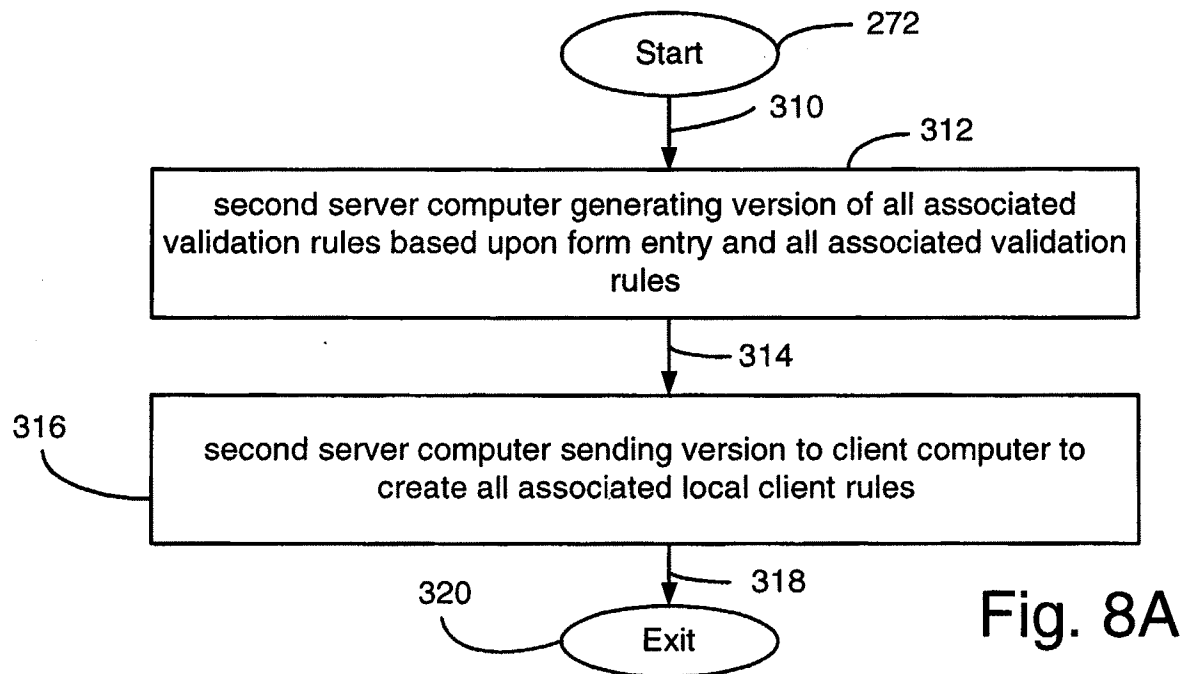 272
Start
310
312
second server computer generating version of all associated
validation rules based upon form entry and all associated validation
rules
314
316
second server computer sending version to client computer to
create all associated local client rules
318
320
Exit
Fig. 8A